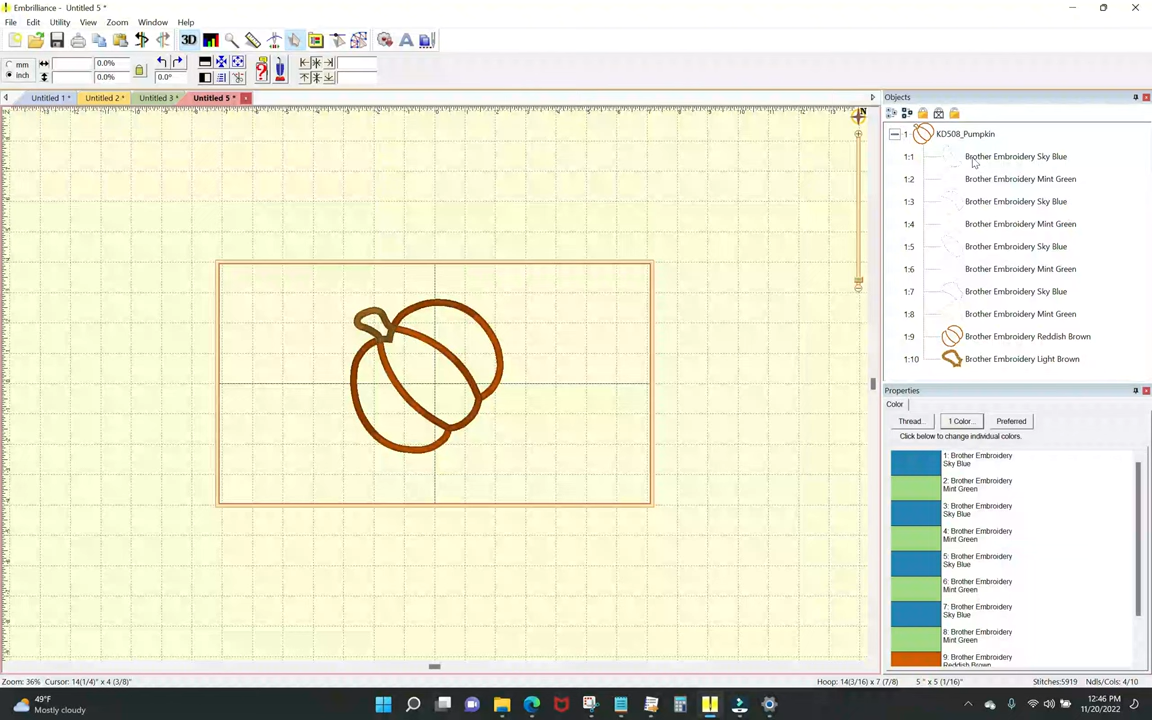 Embrilliance - Untitled 5 *
File Edit Utility View Zoom Window Help
3D
mm
inch
0.0%
0.0%
0.0°
Untitled 1 * Untitled 2 * Untitled 3 * Untitled 5 *
N
Objects
1 KD508_Pumpkin
1:1 Brother Embroidery Sky Blue
1:2 Brother Embroidery Mint Green
1:3 Brother Embroidery Sky Blue
1:4 Brother Embroidery Mint Green
1:5 Brother Embroidery Sky Blue
1:6 Brother Embroidery Mint Green
1:7 Brother Embroidery Sky Blue
1:8 Brother Embroidery Mint Green
1:9 Brother Embroidery Reddish Brown
1:10 Brother Embroidery Light Brown
Properties
Color
Thread... 1 Color... Preferred
Click below to change individual colors.
1: Brother Embroidery
Sky Blue
2: Brother Embroidery
Mint Green
3: Brother Embroidery
Sky Blue
4: Brother Embroidery
Mint Green
5: Brother Embroidery
Sky Blue
6: Brother Embroidery
Mint Green
7: Brother Embroidery
Sky Blue
8: Brother Embroidery
Mint Green
9: Brother Embroidery
Reddish Brown
Zoom: 36% Cursor: 14(1/4)" x 4 (3/8)" Hoop: 14(3/16) x 7 (7/8) 5 " x 5 (1/16)" Stitches:5919 Ndls/Cols: 4/10
49°F
Mostly cloudy
12:46 PM
11/20/2022